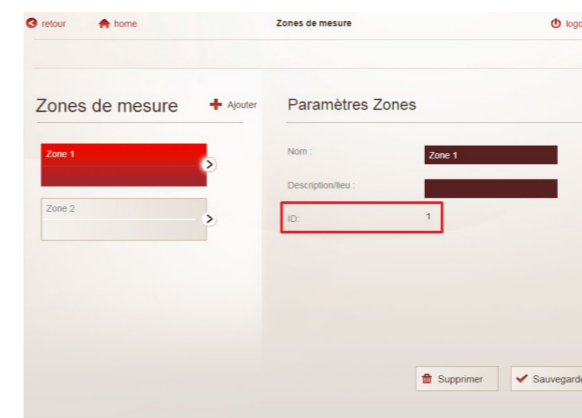 retour home Zones de mesure
Zones de mesure Ajouter Paramètres Zones
Zone 1
Zone 2
Nom : Zone 1
Description/lieu :
ID: 1
Supprimer